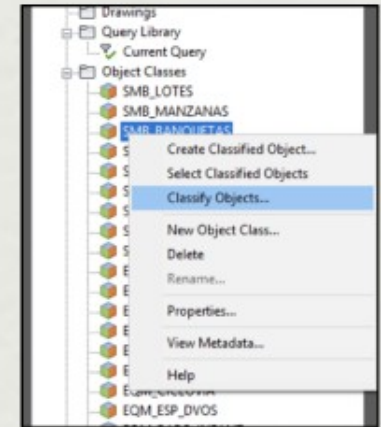 Drawings
Query Library
Current Query
Object Classes
SMB_LOTES
SMB_MANZANAS
SMB_BANQUETAS
Create Classified Object...
Select Classified Objects
Classify Objects...
New Object Class...
Delete
Rename...
Properties...
View Metadata...
Help
EQM_CICLOVIA
EQM_ESP_DVOS